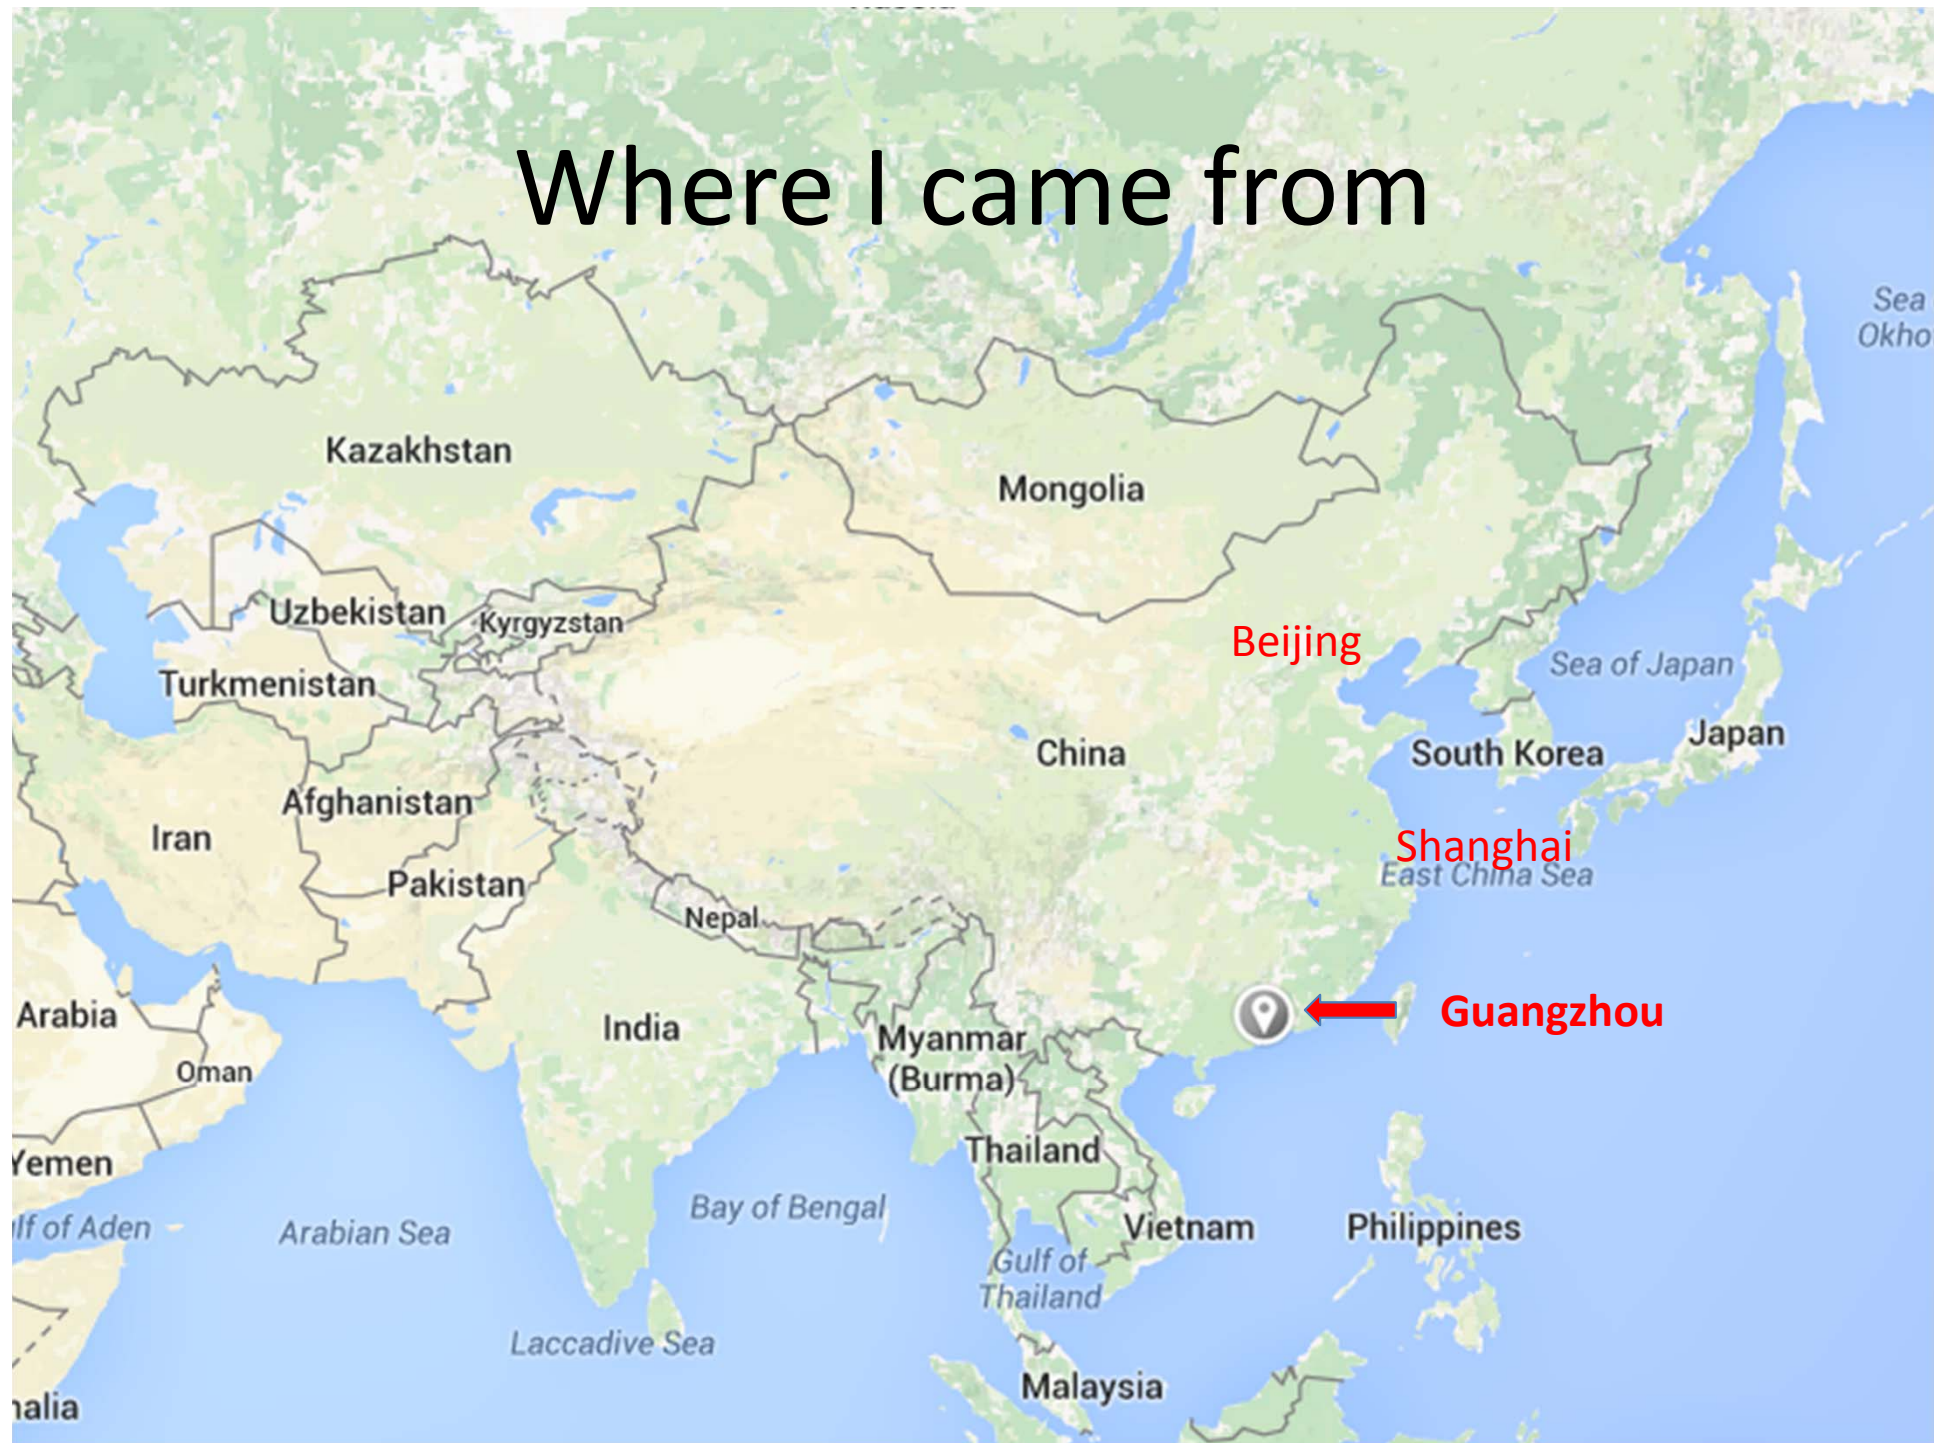 Where I came from
Sea
Okho
Kazakhstan
Mongolia
Uzbekistan
Kyrgyzstan
Beijing
Sea of Japan
Turkmenistan
Japan
China
South Korea
Afghanistan
Iran
Shanghai
East China Sea
Pakistan
Nepal
Arabia
India
Guangzhou
Myanmar
(Burma)
Oman
Thailand
Yemen
Bay of Bengal
lf of Aden
Arabian Sea
Vietnam
Philippines
Gulf of
Thailand
Laccadive Sea
Malaysia
alia